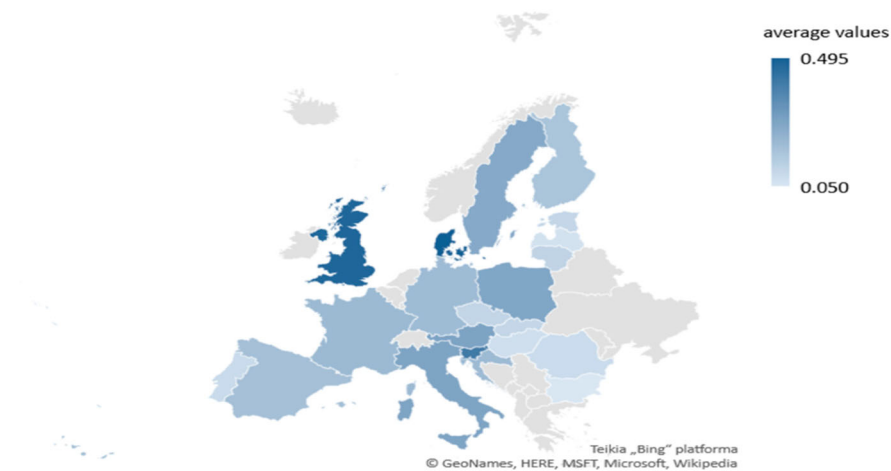 average values
0.495
0.050
Teikia „Bing“ platforma
© GeoNames, HERE, MSFT, Microsoft, Wikipedia